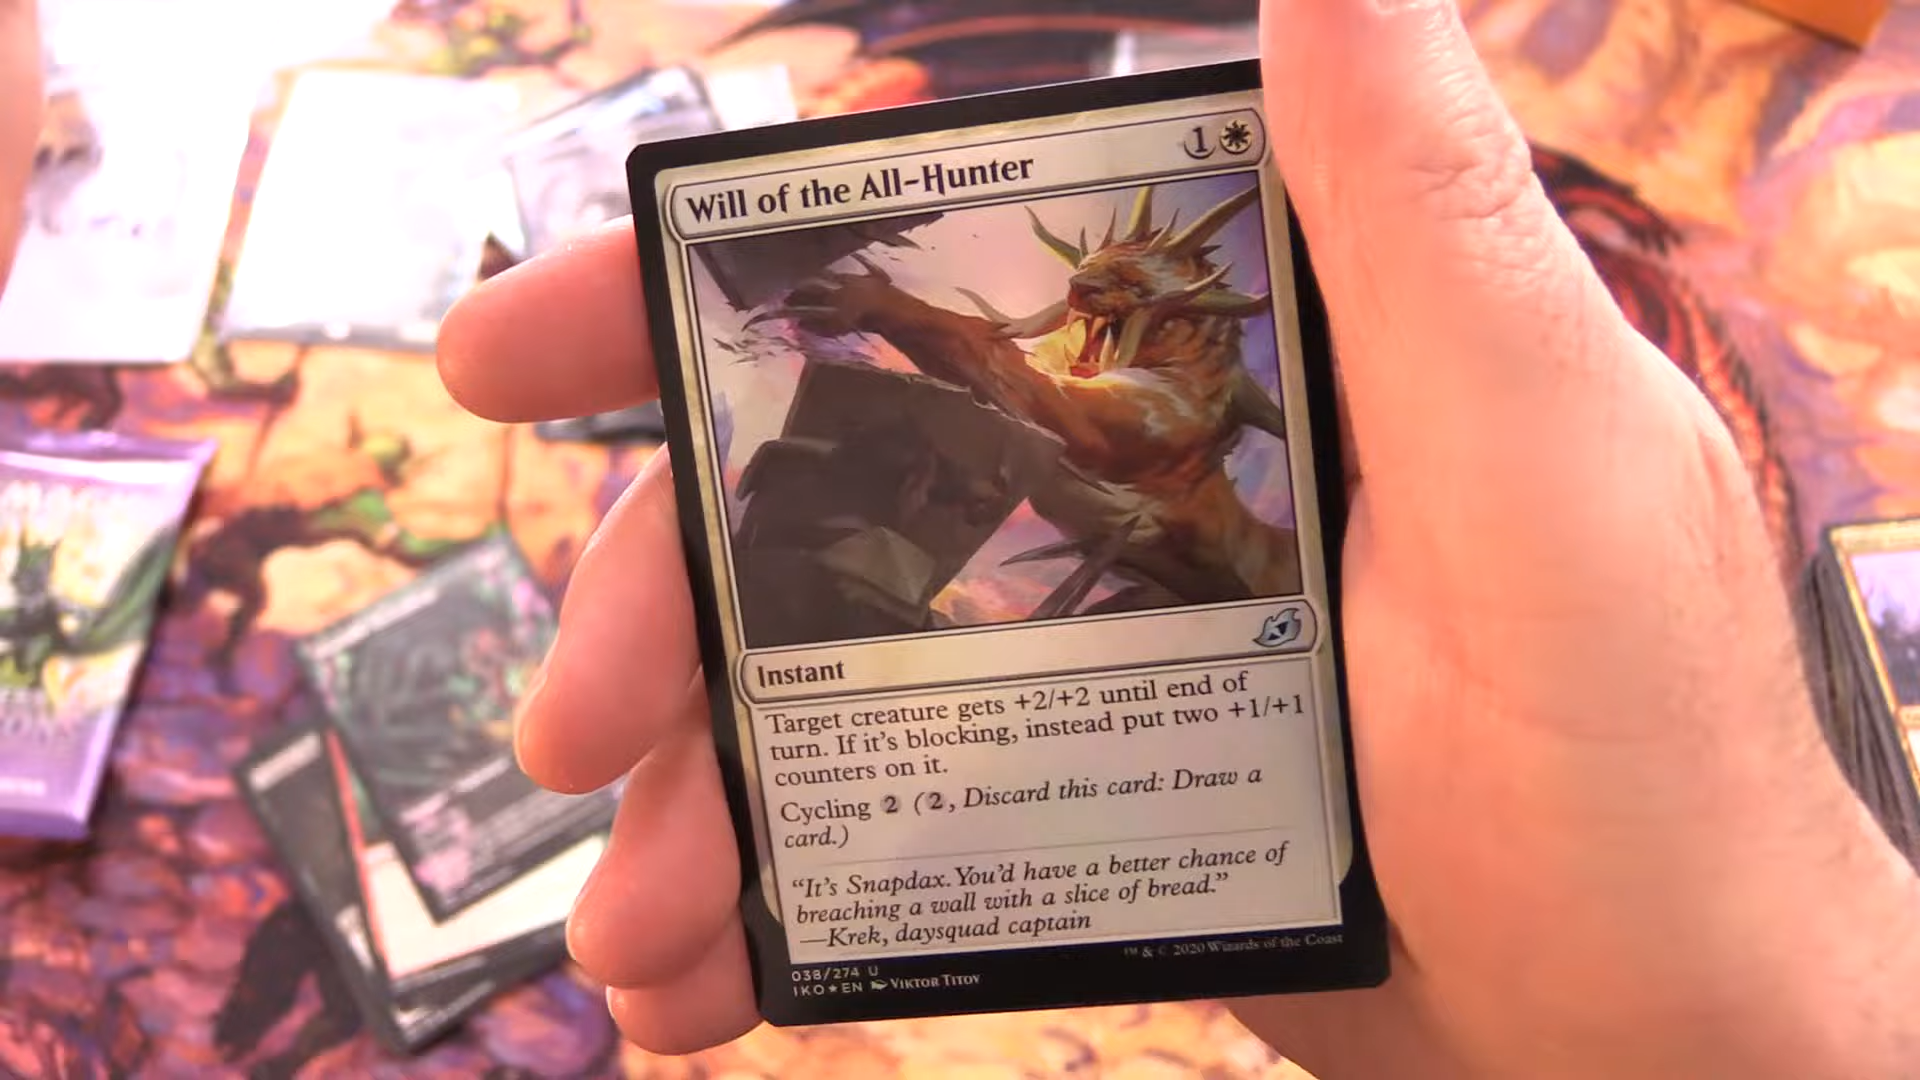 Will of the All-Hunter
1
Instant
Target creature gets +2/+2 until end of
turn. If it's blocking, instead put two +1/+1
counters on it.
Cycling 2 (2, Discard this card: Draw a
card.)
"It's Snapdax. You'd have a better chance of
breaching a wall with a slice of bread."
—Krek, daysquad captain
™ & © 2020 Wizards of the Coast
038/274 U
IKO★EN VIKTOR TITOV